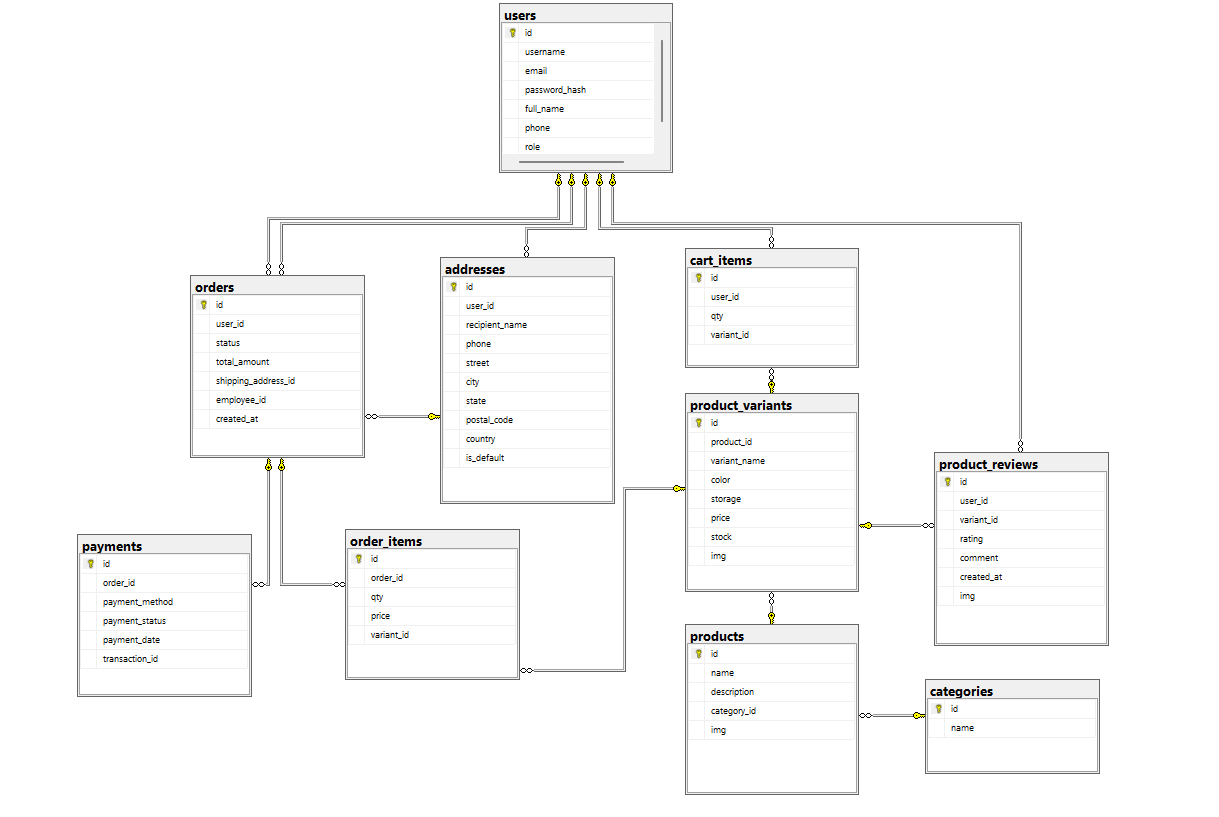 users
id
username
email
password_hash
full_name
phone
role
orders
id
user_id
status
total_amount
shipping_address_id
employee_id
created_at
addresses
id
user_id
recipient_name
phone
street
city
state
postal_code
country
is_default
cart_items
id
user_id
qty
variant_id
product_variants
id
product_id
variant_name
color
storage
price
stock
img
product_reviews
id
user_id
variant_id
rating
comment
created_at
img
payments
id
order_id
payment_method
payment_status
payment_date
transaction_id
order_items
id
order_id
qty
price
variant_id
products
id
name
description
category_id
img
categories
id
name